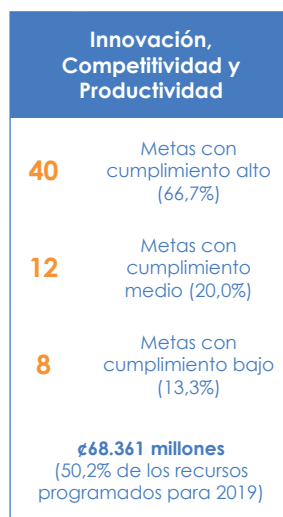 Innovación,
Competitividad y
Productividad
40
Metas con
cumplimiento alto
(66,7%)
12
Metas con
cumplimiento
medio (20,0%)
8
Metas con
cumplimiento bajo
(13,3%)
¢68.361 millones
(50,2% de los recursos
programados para 2019)